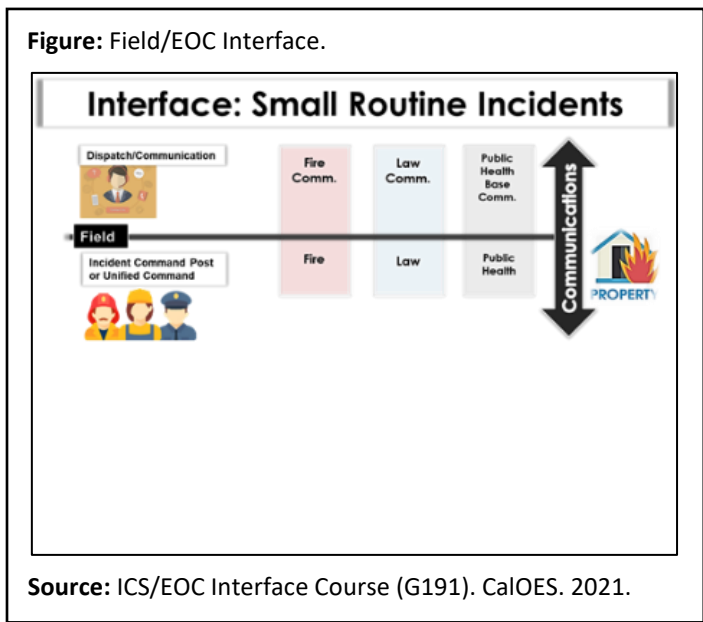 Figure: Field/EOC Interface.
Interface: Small Routine Incidents
Dispatch/Communication
Fire
Comm.
Law
Comm.
Public
Health
Base
Comm.
Communications
Field
Incident Command Post
or Unified Command
Fire
Law
Public
Health
PROPERTY
Source: ICS/EOC Interface Course (G191). CalOES. 2021.